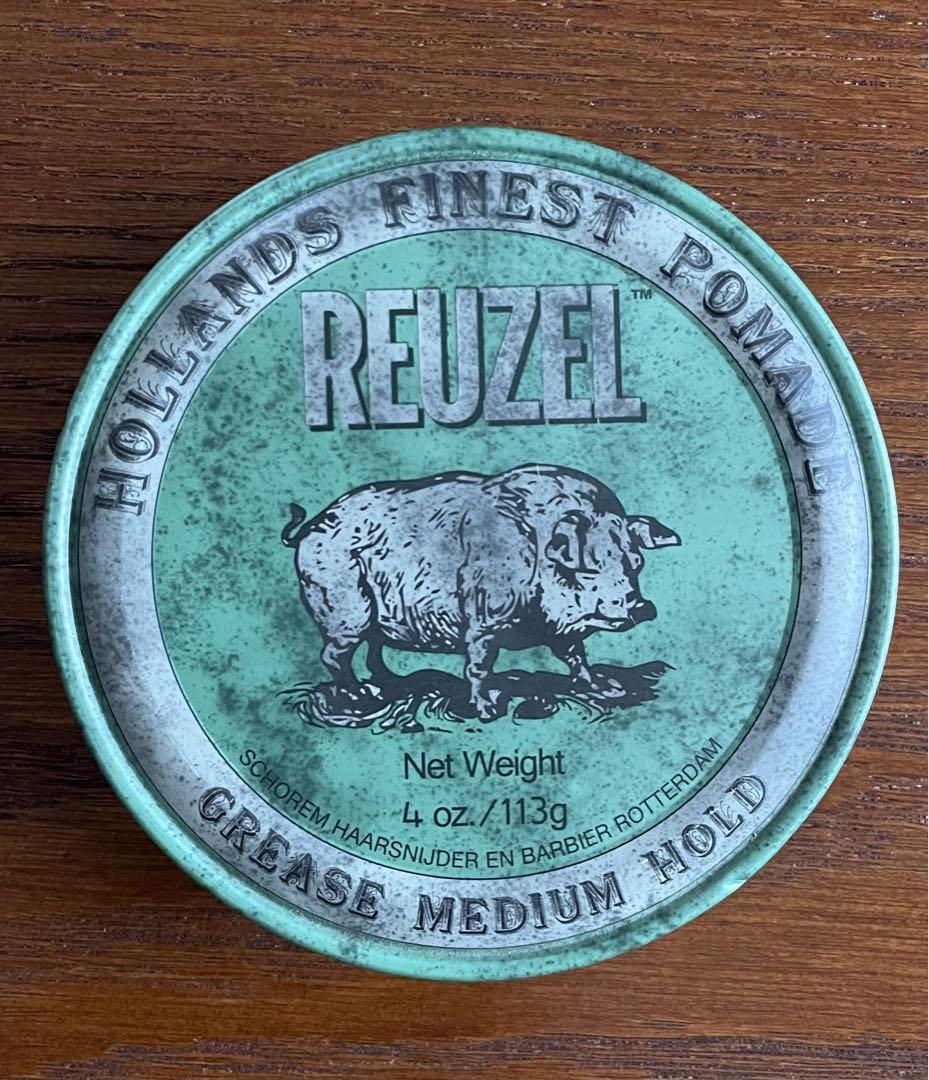 HOLLANDS FINEST POMADE
REUZEL™
Net Weight
4 oz./113g
SCHOREM HAARSNIJDER EN BARBIER ROTTERDAM
GREASE MEDIUM HOLD